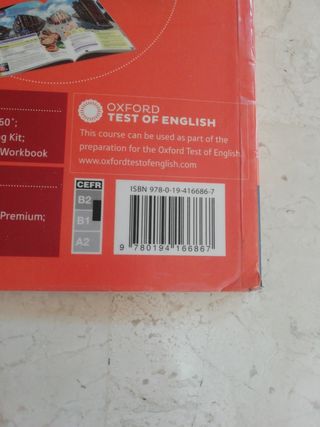 60°;
g Kit;
Workbook
Premium;
OXFORD
TEST OF ENGLISH
This course can be used as part of the
preparation for the Oxford Test of English.
www.oxfordtestofenglish.com
CEFR
B2
B1
A2
ISBN 978-0-19-416686-7
9 780194 166867